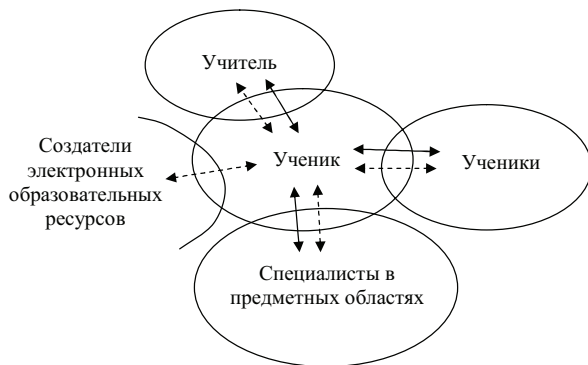 Учитель
Создатели
электронных
образовательных
ресурсов
Ученик
Ученики
Специалисты в
предметных областях